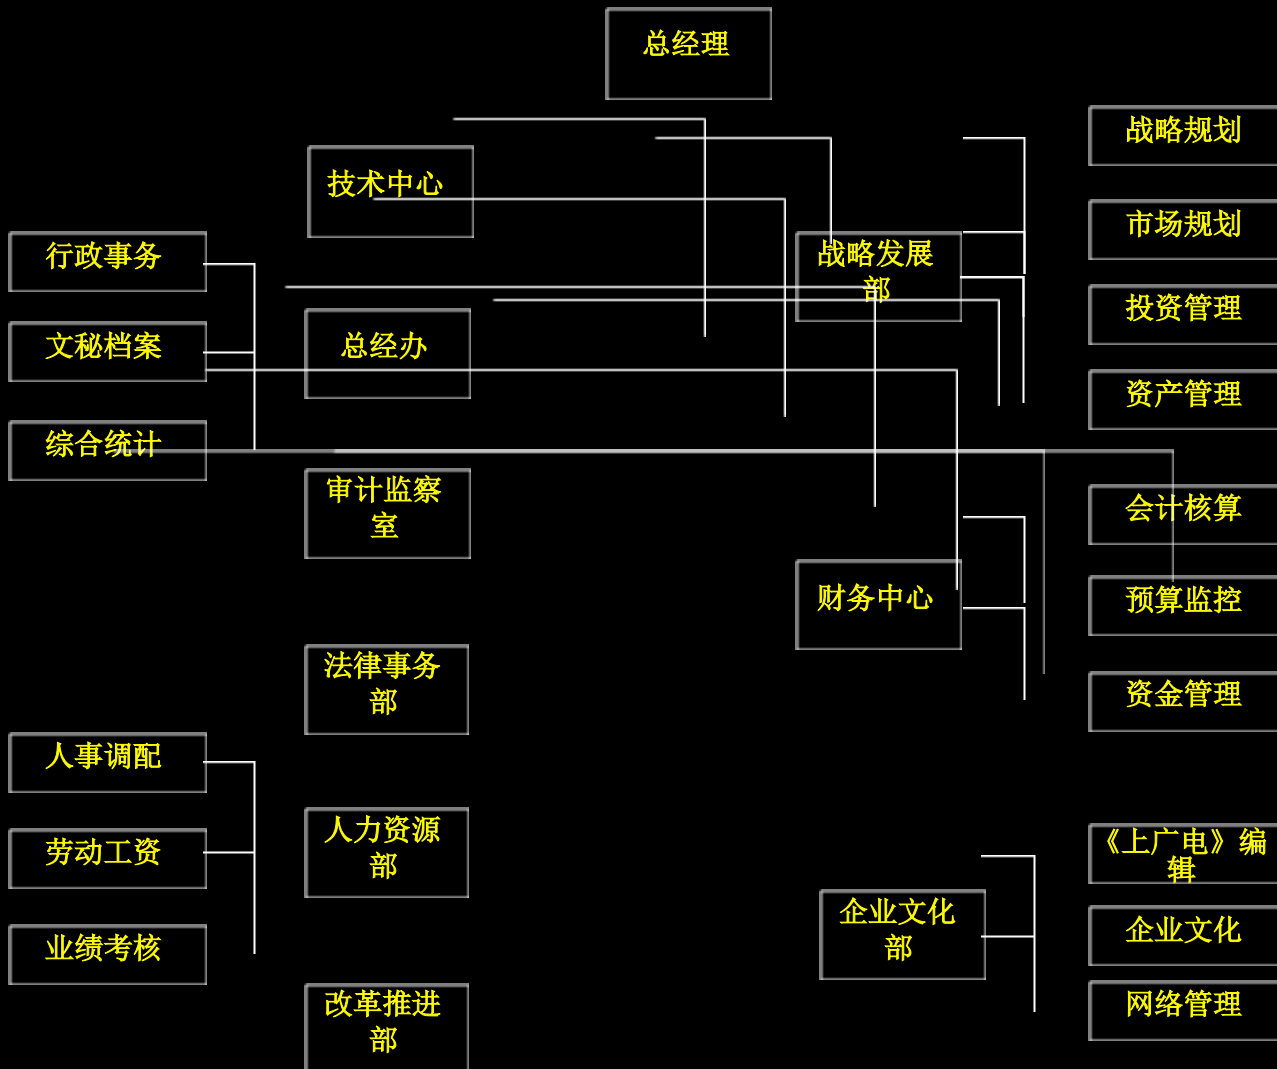 总经理
技术中心
行政事务
文秘档案
综合统计
总经办
审计监察
室
法律事务
部
人事调配
劳动工资
业绩考核
人力资源
部
改革推进
部
战略发展
部
战略规划
市场规划
投资管理
资产管理
财务中心
会计核算
预算监控
资金管理
企业文化
部
《上广电》编
辑
企业文化
网络管理